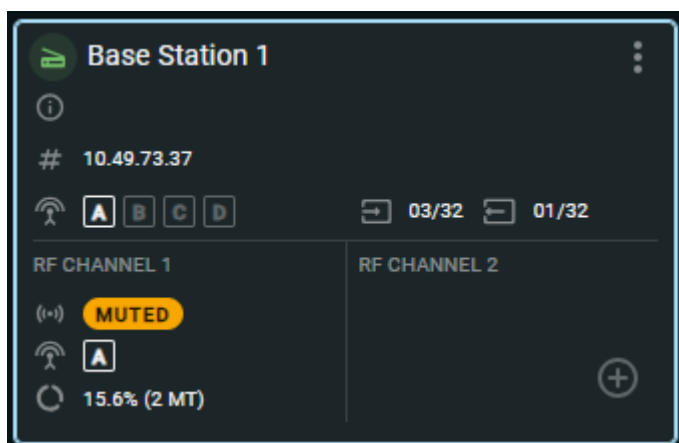 Base Station 1
# 10.49.73.37
A B C D 03/32 01/32
RF CHANNEL 1 RF CHANNEL 2
MUTED
A
15.6% (2 MT)